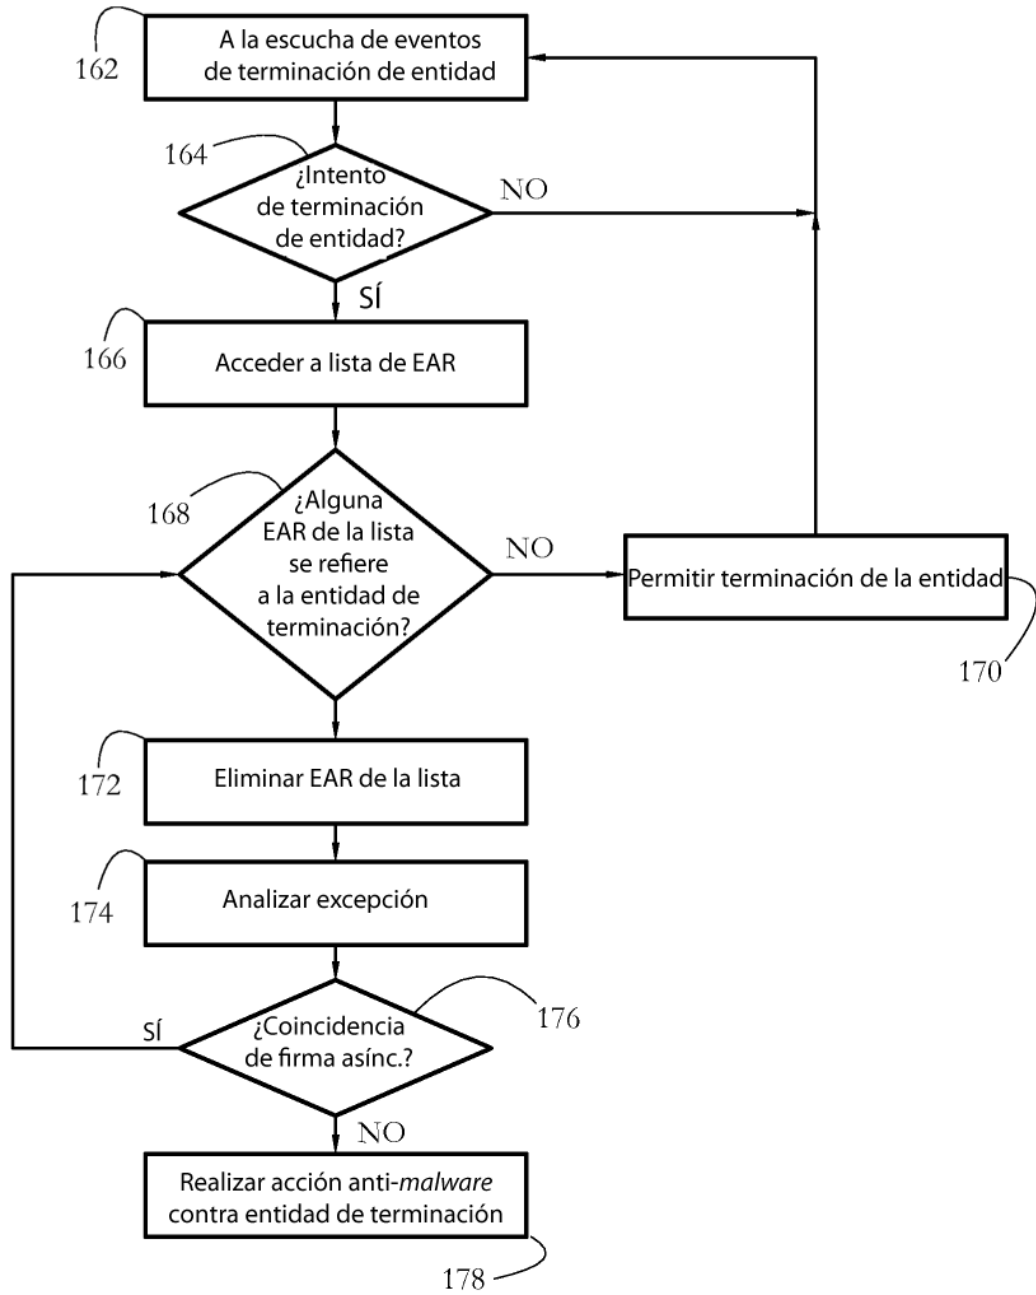 162
A la escucha de eventos
de terminación de entidad
164
¿Intento
de terminación
de entidad?
NO
SÍ
166
Acceder a lista de EAR
168
¿Alguna
EAR de la lista
se refiere
a la entidad de
terminación?
NO
Permitir terminación de la entidad
170
172
Eliminar EAR de la lista
174
Analizar excepción
176
¿Coincidencia
de firma asínc.?
SÍ
NO
Realizar acción anti-malware
contra entidad de terminación
178